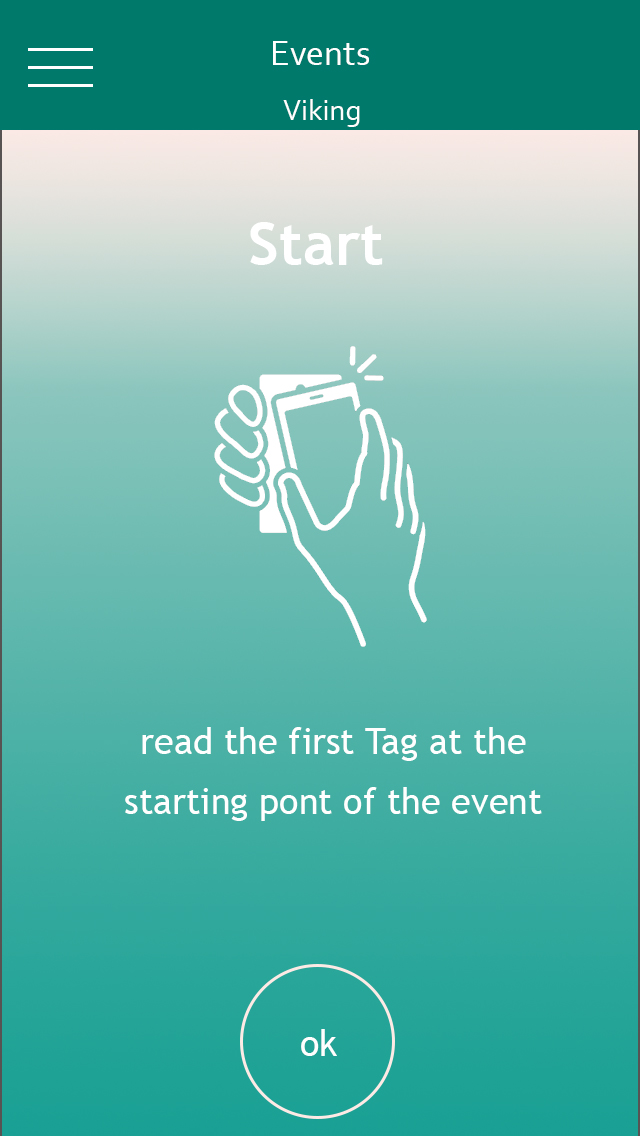 Events
Viking
Start
read the first Tag at the
starting pont of the event
ok